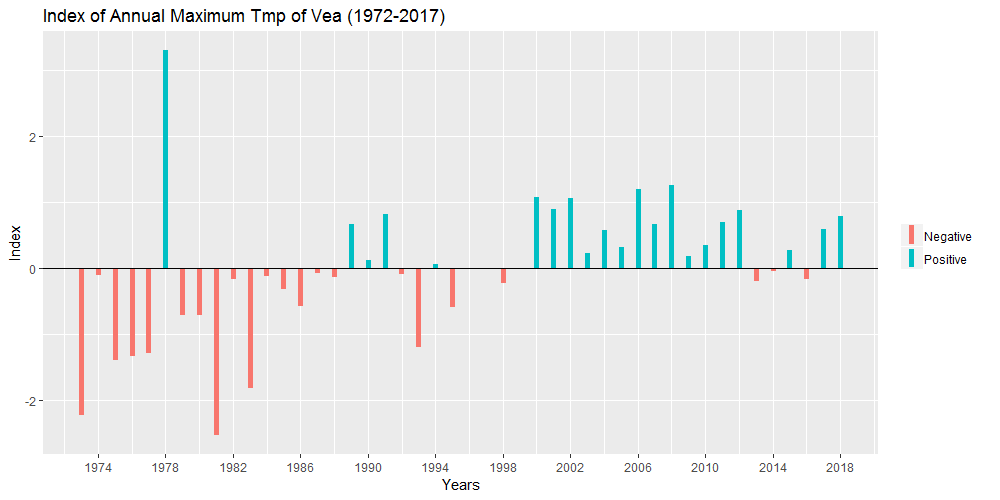 Index of Annual Maximum Tmp of Vea (1972-2017)
2
0
-2
Index
1974 1978 1982 1986 1990 1994 1998 2002 2006 2010 2014 2018
Years
Negative
Positive